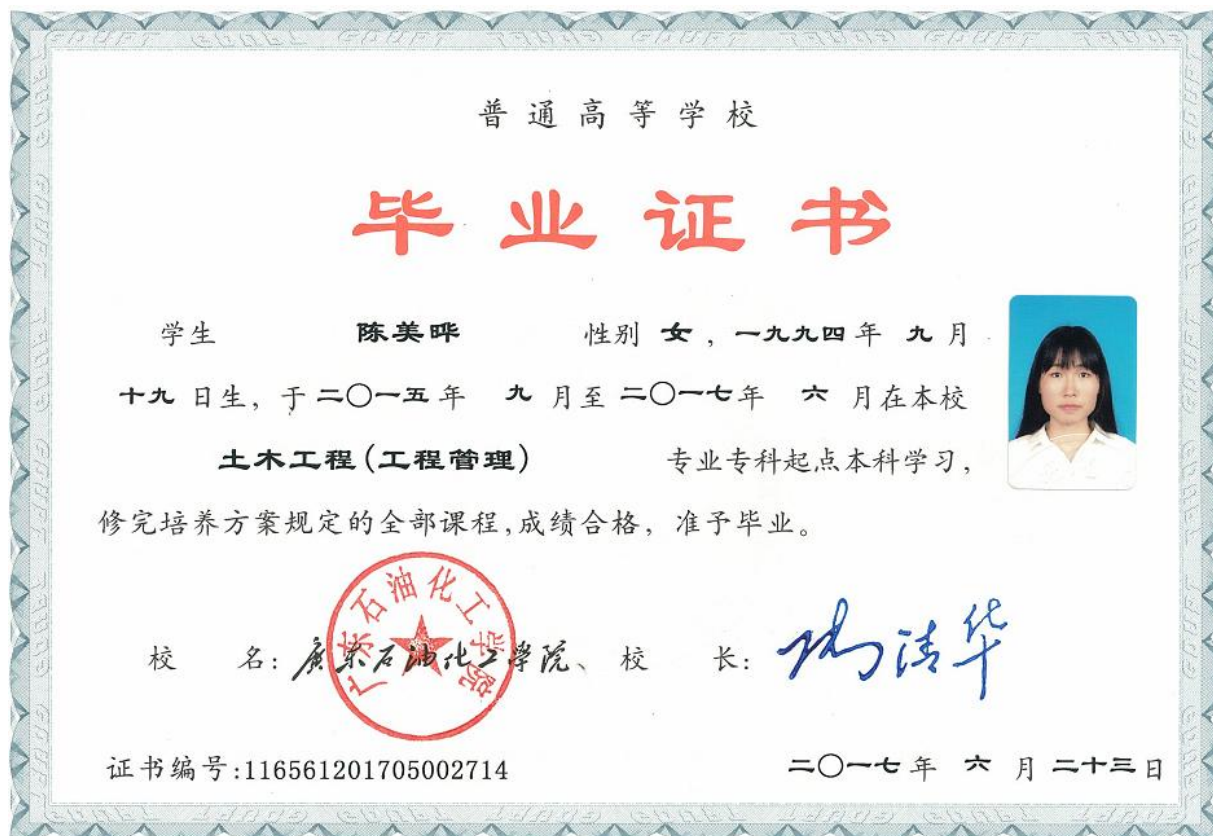 普通高等学校
毕业证书
学生 陈美晔 性别 女，一九九四年 九月
十九 日生，于二〇一五年 九 月至二〇一七年 六 月在本校
土木工程(工程管理) 专业专科起点本科学习，
修完培养方案规定的全部课程，成绩合格，准予毕业。
广东石油化工学院
校 名：广东石油化工学院、校 长：
证书编号:116561201705002714
二〇一七年 六 月 二十三日